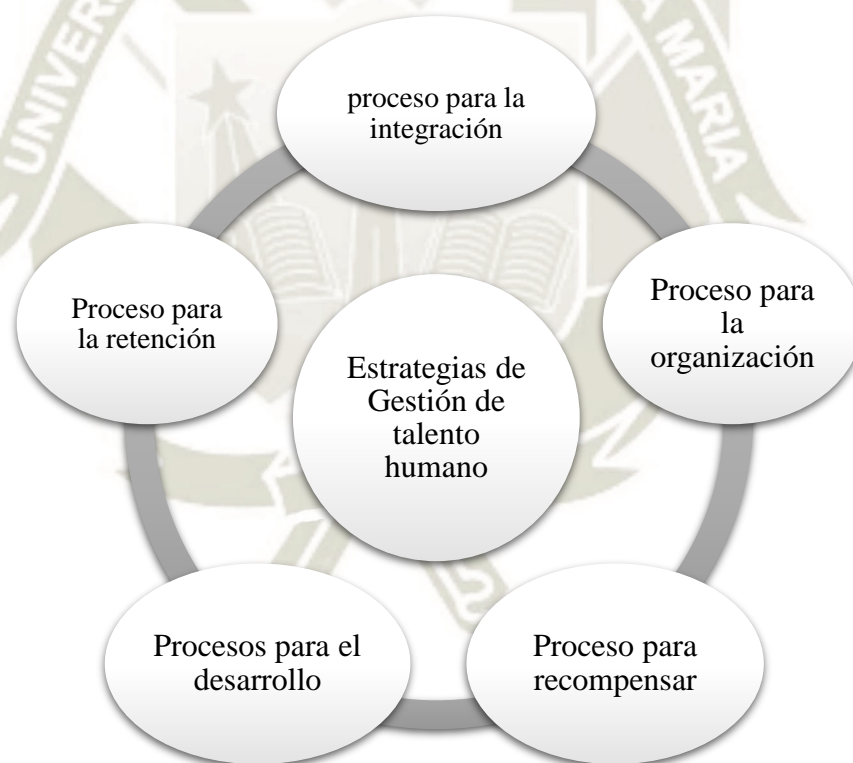 UNIVERS
A MARIA
proceso para la
integración
Proceso para
la
organización
Proceso para
recompensar
Procesos para el
desarrollo
Proceso para
la retención
Estrategias de
Gestión de
talento
humano